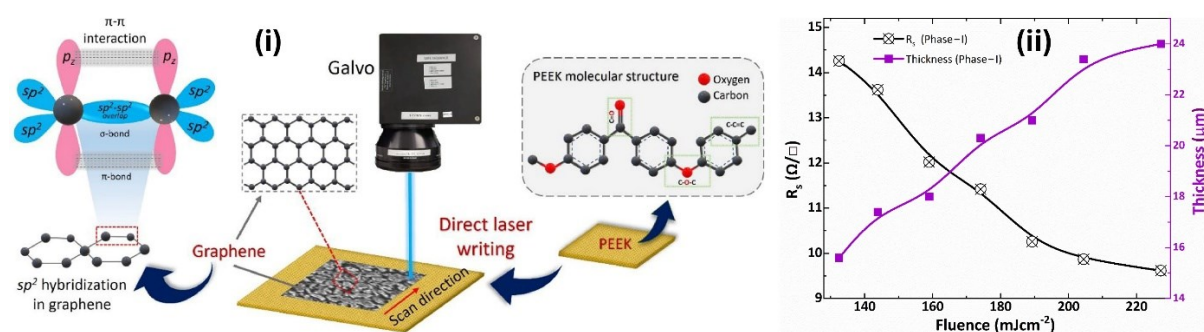 π-π
interaction
(i)
p_z
p_z
sp²
sp²
sp²
sp²
sp²-sp²
overlap
σ-bond
π-bond
sp² hybridization
in graphene
Graphene
Galvo
Scan direction
Direct laser
writing
PEEK
PEEK molecular structure
Oxygen
Carbon
C=O
C-C=C
C-O-C
(ii)
R_s (Phase-I)
Thickness (Phase-I)
R_s (Ω/□)
15
14
13
12
11
10
9
Thickness (μm)
24
22
20
18
16
14
140
160
180
200
220
Fluence (mJcm⁻²)